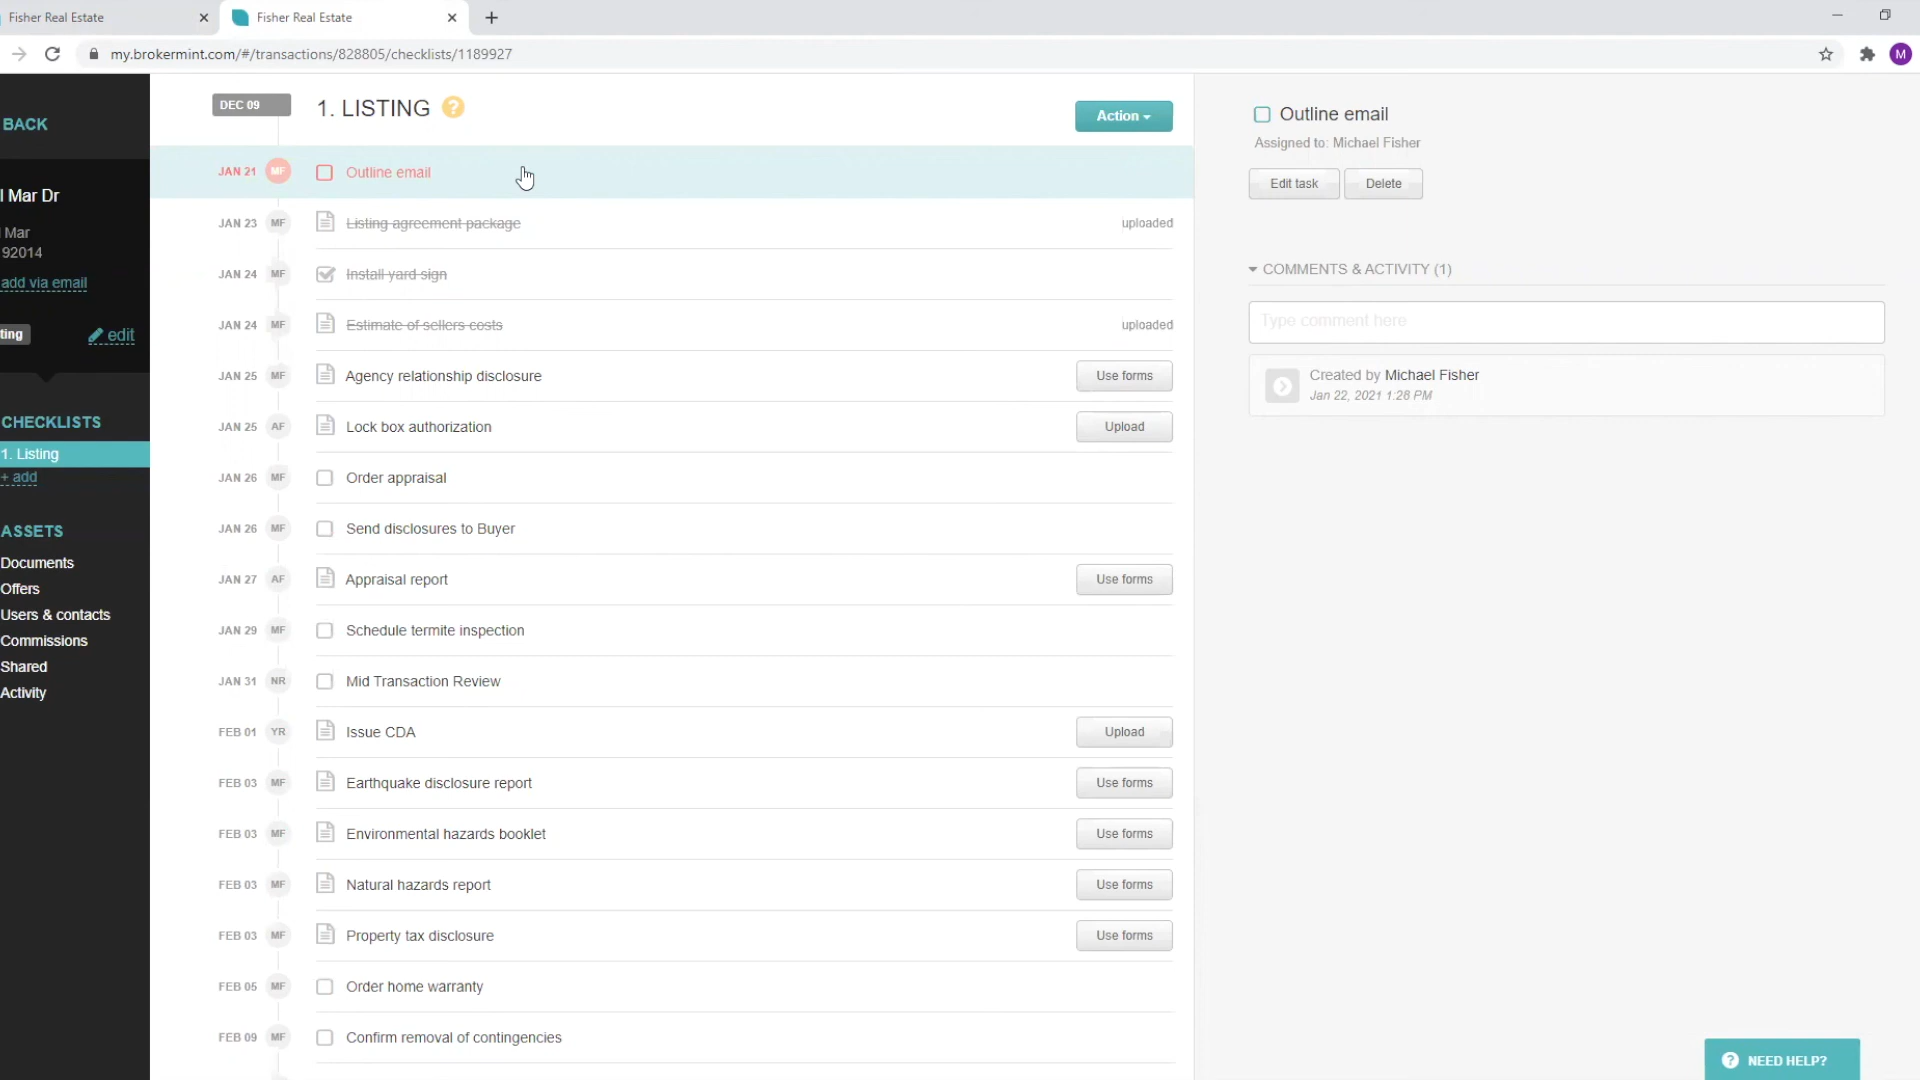 Fisher Real Estate
Fisher Real Estate
my.brokermint.com/#/transactions/828805/checklists/1189927
M
BACK
l Mar Dr
l Mar
92014
add via email
ting
edit
CHECKLISTS
1. Listing
+ add
ASSETS
Documents
Offers
Users & contacts
Commissions
Shared
Activity
DEC 09
1. LISTING ?
Action
JAN 21 MF Outline email
JAN 23 MF Listing agreement package uploaded
JAN 24 MF Install yard sign
JAN 24 MF Estimate of sellers costs uploaded
JAN 25 MF Agency relationship disclosure Use forms
JAN 25 AF Lock box authorization Upload
JAN 26 MF Order appraisal
JAN 26 MF Send disclosures to Buyer
JAN 27 AF Appraisal report Use forms
JAN 29 MF Schedule termite inspection
JAN 31 NR Mid Transaction Review
FEB 01 YR Issue CDA Upload
FEB 03 MF Earthquake disclosure report Use forms
FEB 03 MF Environmental hazards booklet Use forms
FEB 03 MF Natural hazards report Use forms
FEB 03 MF Property tax disclosure Use forms
FEB 05 MF Order home warranty
FEB 09 MF Confirm removal of contingencies
Outline email
Assigned to: Michael Fisher
Edit task
Delete
COMMENTS & ACTIVITY (1)
Type comment here
Created by Michael Fisher
Jan 22, 2021 1:28 PM
? NEED HELP?